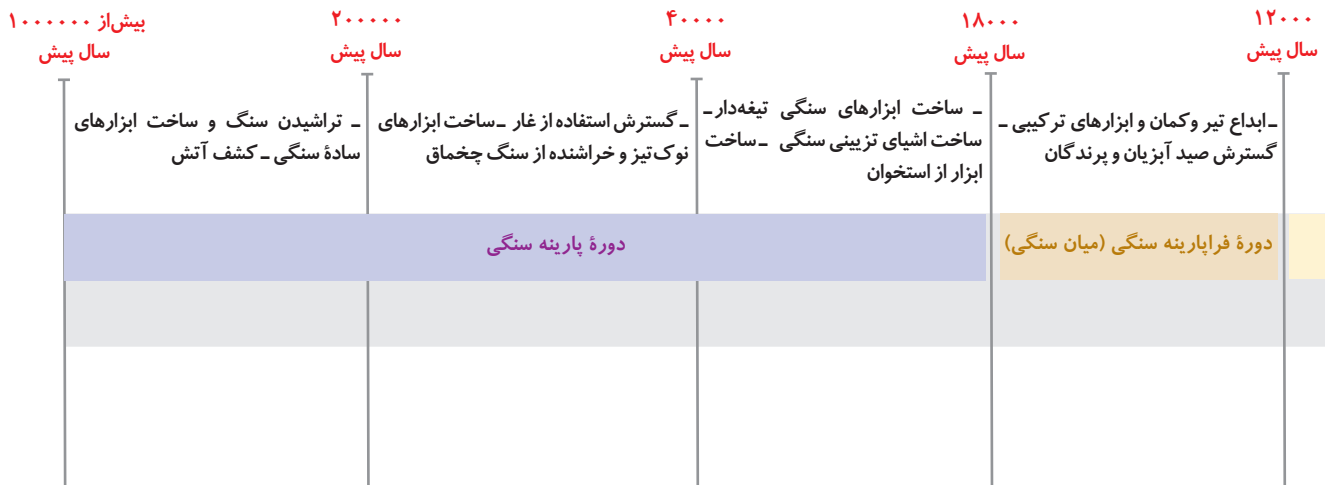 بیش‌از ۱۰۰۰۰۰۰
سال پیش
۲۰۰۰۰۰
سال پیش
۴۰۰۰۰
سال پیش
۱۸۰۰۰
سال پیش
۱۲۰۰۰
سال پیش
ـ تراشیدن سنگ و ساخت ابزارهای
سادهٔ سنگی ـ کشف آتش
ـ گسترش استفاده از غار ـ ساخت ابزارهای
نوک‌تیز و خراشنده از سنگ چخماق
ـ ساخت ابزارهای سنگی تیغه‌دار ـ
ساخت اشیای تزیینی سنگی ـ ساخت
ابزار از استخوان
ـ ابداع تیر و کمان و ابزارهای ترکیبی ـ
گسترش صید آبزیان و پرندگان
دورهٔ پارینه سنگی
دورهٔ فراپارینه سنگی (میان سنگی)